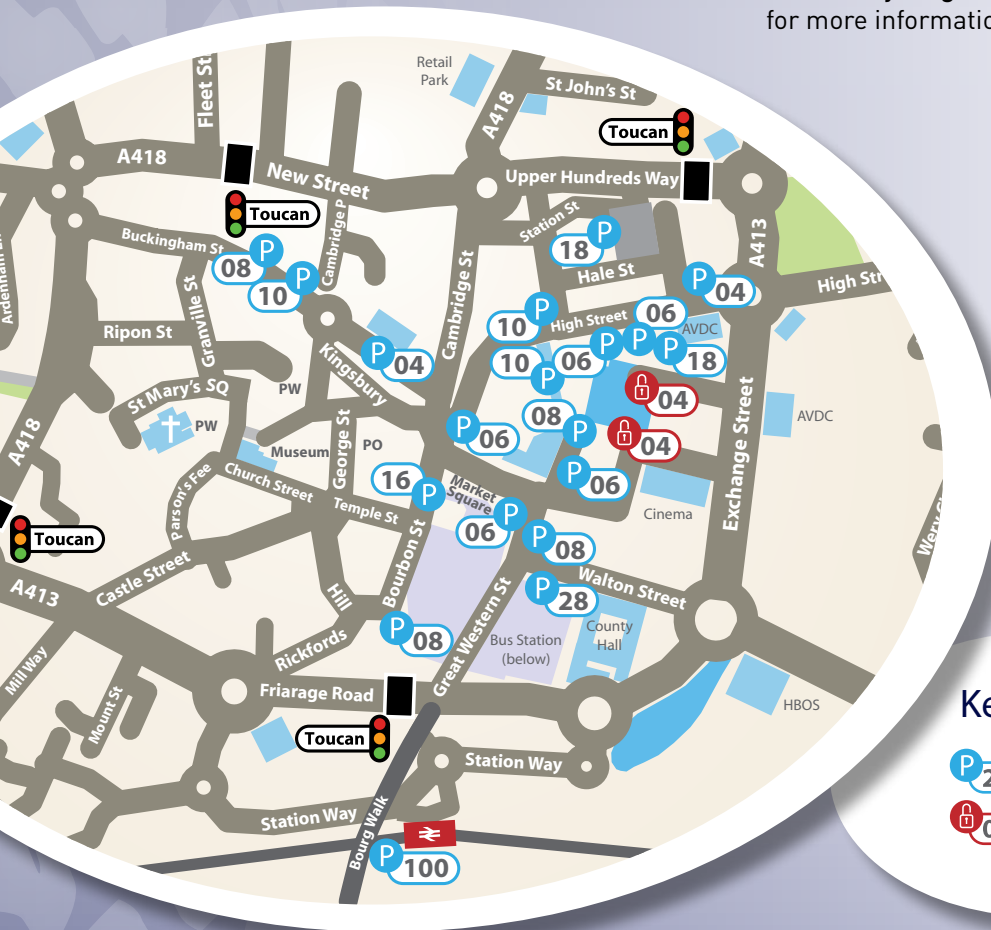 for more informatio
Retail
Park
St John's St
Fleet St
A418
A418
Toucan
New Street
Upper Hundreds Way
Toucan
Station St
A413
Buckingham St
Cambridge P
P 18
Hale St
P 08
P 10
P 04
High Str
Ardenham
Granville St
Cambridge St
P 10
High Street
P 06
AVDC
Ripon St
P 04
Kingsbury
P 10
P 06
P 18
04
St Mary's SQ
PW
PW
P 08
04
Exchange Street
AVDC
A418
George St
PO
Museum
P 06
Parson's Fee
Church Street
P 16
Market
Square
P 06
Cinema
Temple St
P 06
Toucan
P 08
Bourbon St
Castle Street
Walton Street
A413
Hill
P 28
Great Western St
P 08
Bus Station
(below)
County
Hall
Rickfords
Mill Way
Friarage Road
Mount St
HBOS
Toucan
Station Way
Station Way
Bourg Walk
P 100
Ke
P 2
0